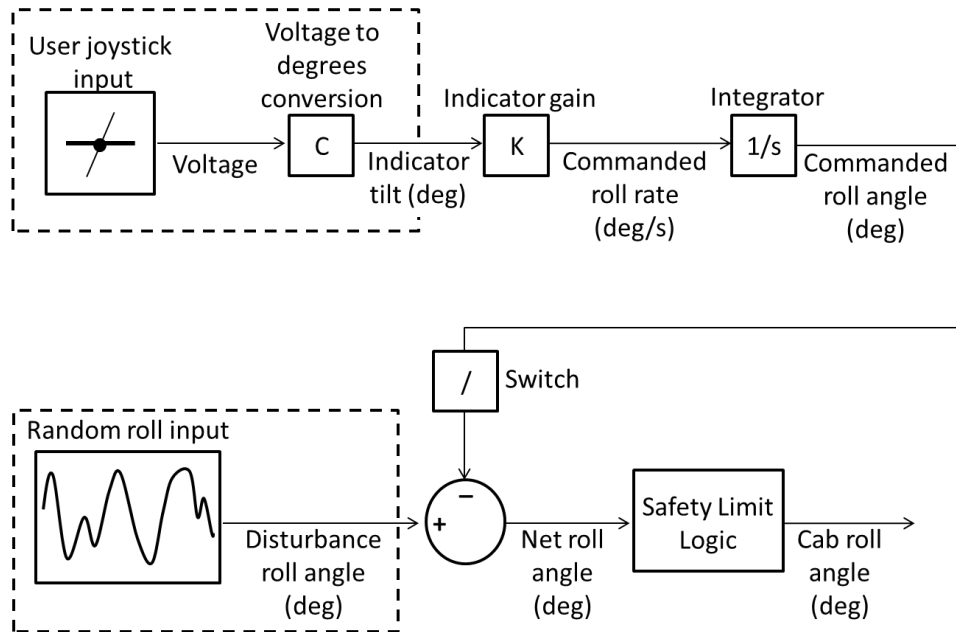 User joystick
input
Voltage to
degrees
conversion
Indicator gain
Integrator
C
K
1/s
Voltage
Indicator
tilt (deg)
Commanded
roll rate
(deg/s)
Commanded
roll angle
(deg)
/
Switch
Random roll input
−
+
Safety Limit
Logic
Disturbance
roll angle
(deg)
Net roll
angle
(deg)
Cab roll
angle
(deg)